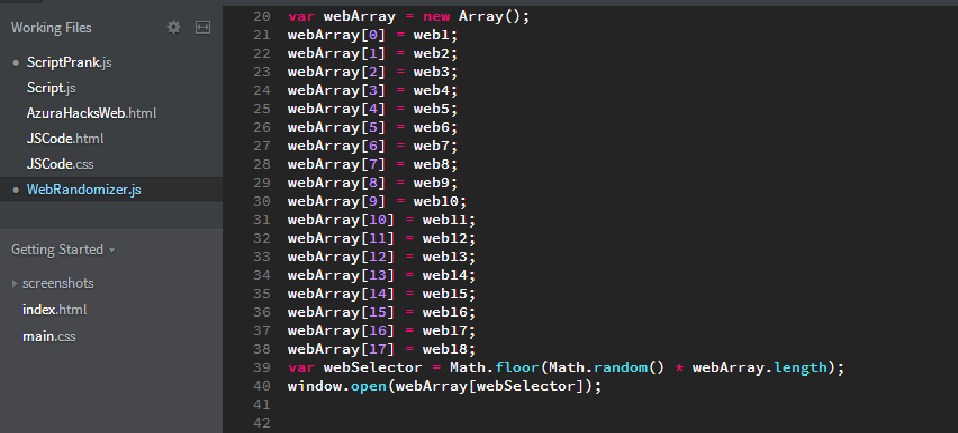 Working Files
ScriptPrank.js
Script.js
AzuraHacksWeb.html
JSCode.html
JSCode.css
WebRandomizer.js
Getting Started
screenshots
index.html
main.css
20 var webArray = new Array();
21 webArray[0] = web1;
22 webArray[1] = web2;
23 webArray[2] = web3;
24 webArray[3] = web4;
25 webArray[4] = web5;
26 webArray[5] = web6;
27 webArray[6] = web7;
28 webArray[7] = web8;
29 webArray[8] = web9;
30 webArray[9] = web10;
31 webArray[10] = web11;
32 webArray[11] = web12;
33 webArray[12] = web13;
34 webArray[13] = web14;
35 webArray[14] = web15;
36 webArray[15] = web16;
37 webArray[16] = web17;
38 webArray[17] = web18;
39 var webSelector = Math.floor(Math.random() * webArray.length);
40 window.open(webArray[webSelector]);
41
42